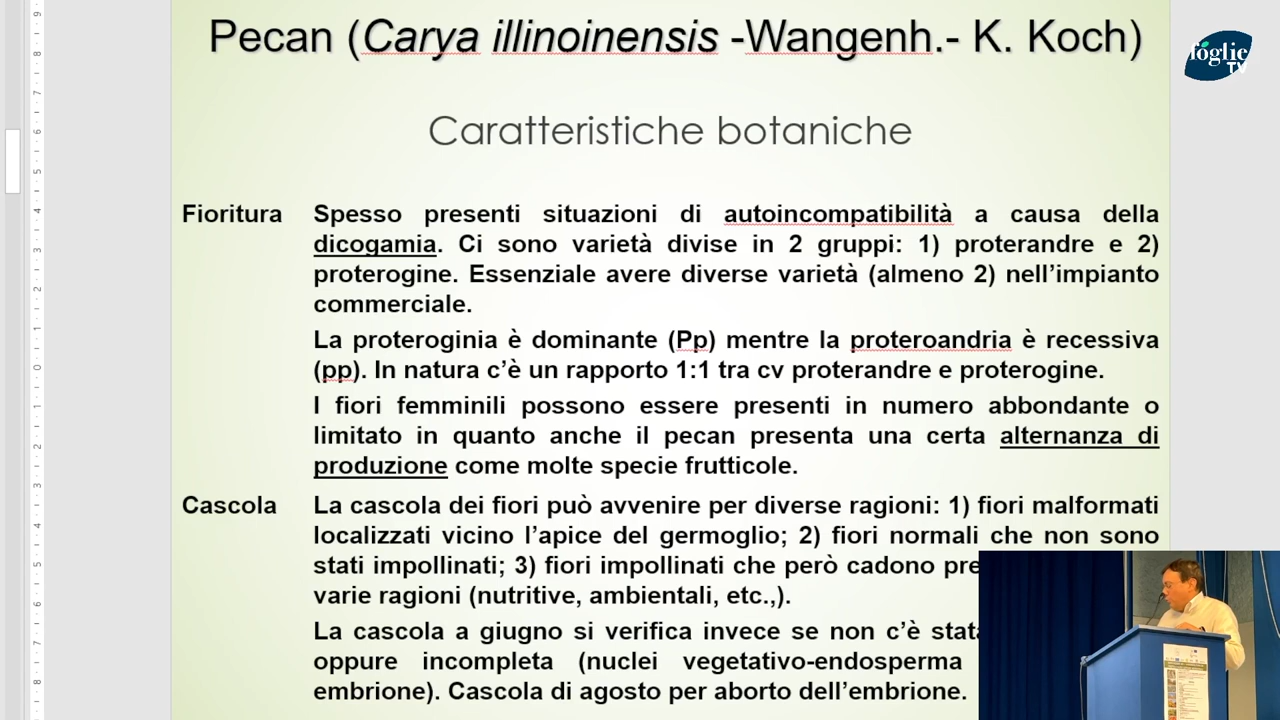 Pecan (Carya illinoinensis -Wangenh.- K. Koch)
foglie
TV
Caratteristiche botaniche
Fioritura Spesso presenti situazioni di autoincompatibilità a causa della
dicogamia. Ci sono varietà divise in 2 gruppi: 1) proterandre e 2)
proterogine. Essenziale avere diverse varietà (almeno 2) nell’impianto
commerciale.
La proteroginia è dominante (Pp) mentre la proteroandria è recessiva
(pp). In natura c’è un rapporto 1:1 tra cv proterandre e proterogine.
I fiori femminili possono essere presenti in numero abbondante o
limitato in quanto anche il pecan presenta una certa alternanza di
produzione come molte specie frutticole.
Cascola La cascola dei fiori può avvenire per diverse ragioni: 1) fiori malformati
localizzati vicino l’apice del germoglio; 2) fiori normali che non sono
stati impollinati; 3) fiori impollinati che però cadono
varie ragioni (nutritive, ambientali, etc.,).
La cascola a giugno si verifica invece se non c’è
oppure incompleta (nuclei vegetativo-endosperma
embrione). Cascola di agosto per aborto dell’embrione.